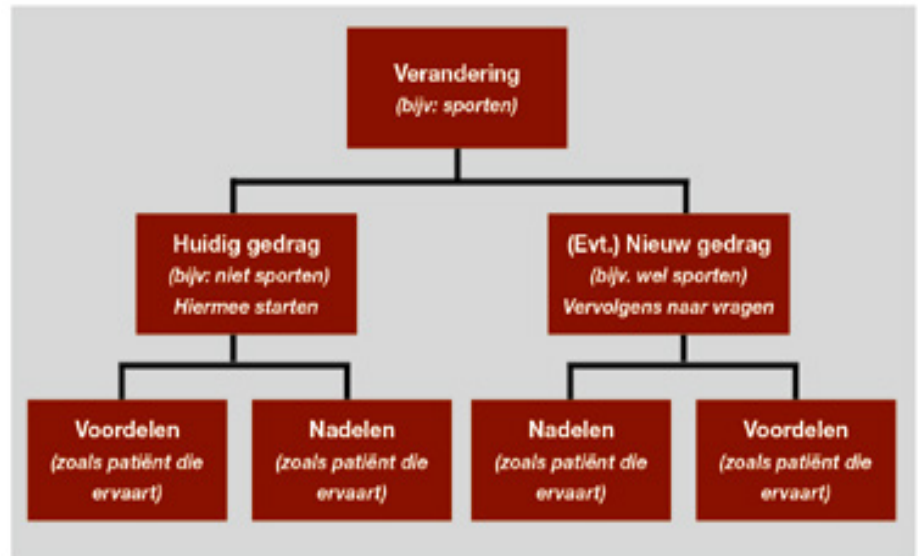 Verandering
(bijv: sporten)
Huidig gedrag
(bijv: niet sporten)
Hiermee starten
(Evt.) Nieuw gedrag
(bijv. wel sporten)
Vervolgens naar vragen
Voordelen
(zoals patiënt die
ervaart)
Nadelen
(zoals patiënt die
ervaart)
Nadelen
(zoals patiënt die
ervaart)
Voordelen
(zoals patiënt die
ervaart)